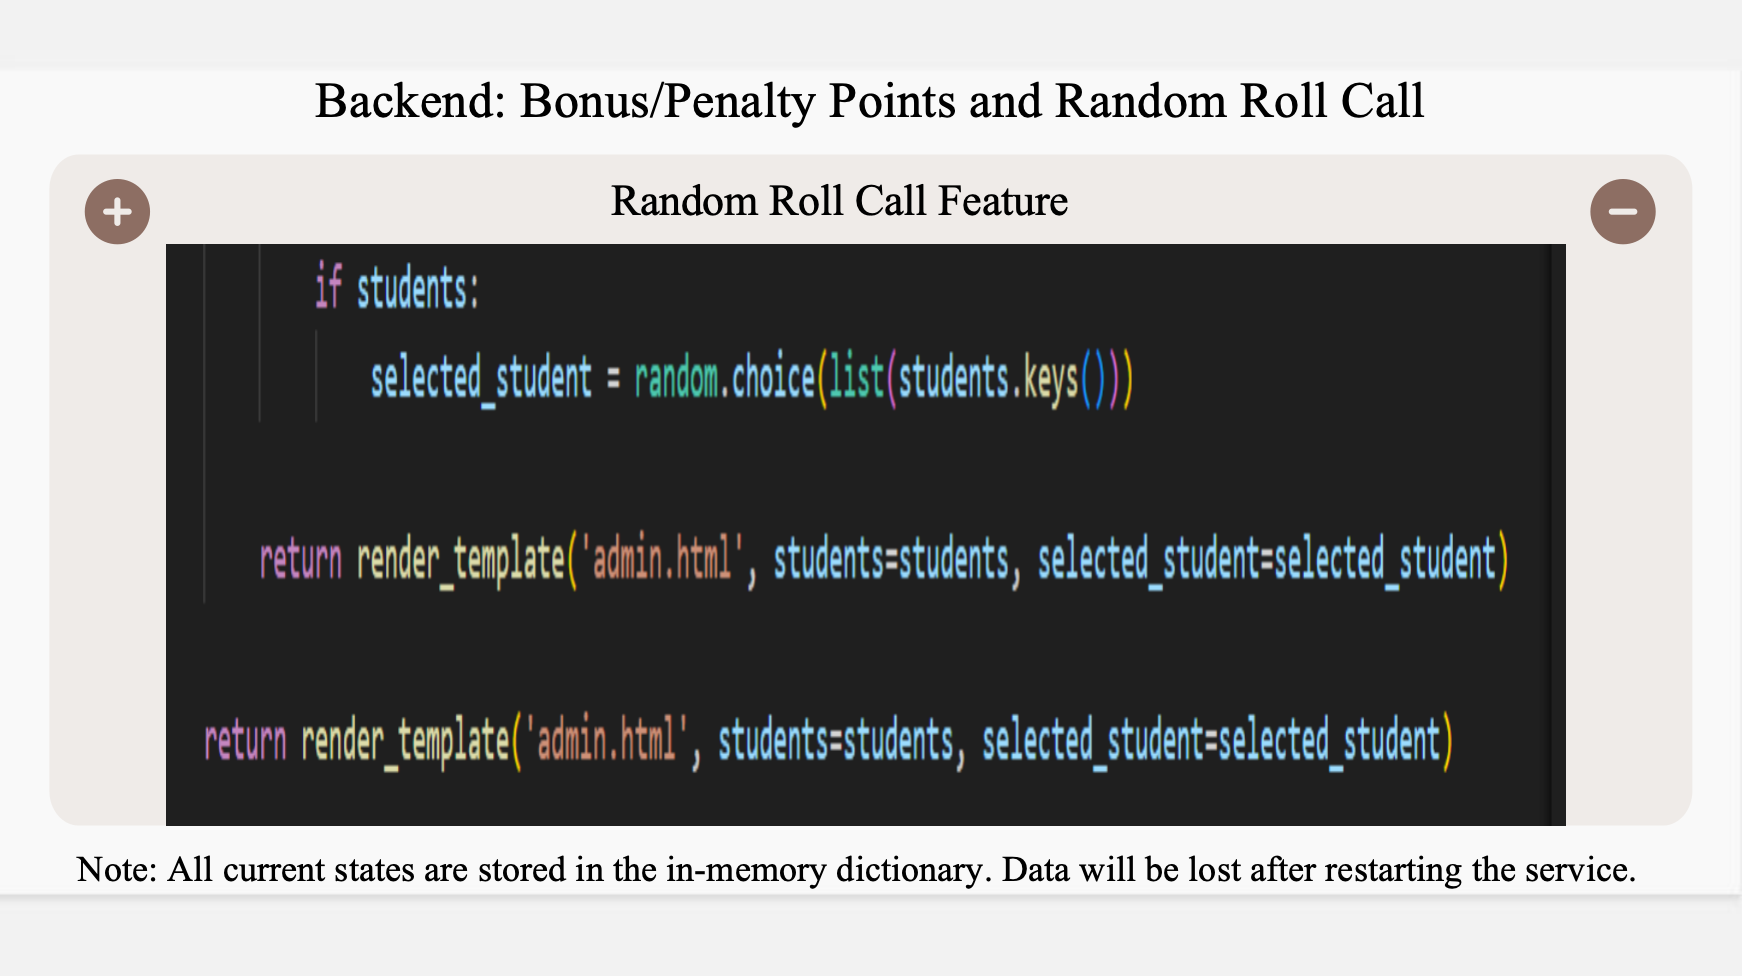 Backend: Bonus/Penalty Points and Random Roll Call
Random Roll Call Feature
if students:
selected_student = random.choice(list(students.keys()))
return render_template('admin.html', students=students, selected_student=selected_student)
return render_template('admin.html', students=students, selected_student=selected_student)
Note: All current states are stored in the in-memory dictionary. Data will be lost after restarting the service.